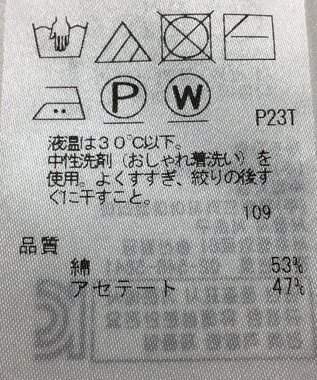 P W
P23T
液温は30℃以下。
中性洗剤（おしゃれ着洗い）を
使用。よくすすぎ、絞りの後す
ぐに干すこと。
109
品質
綿 53%
アセテート 47%